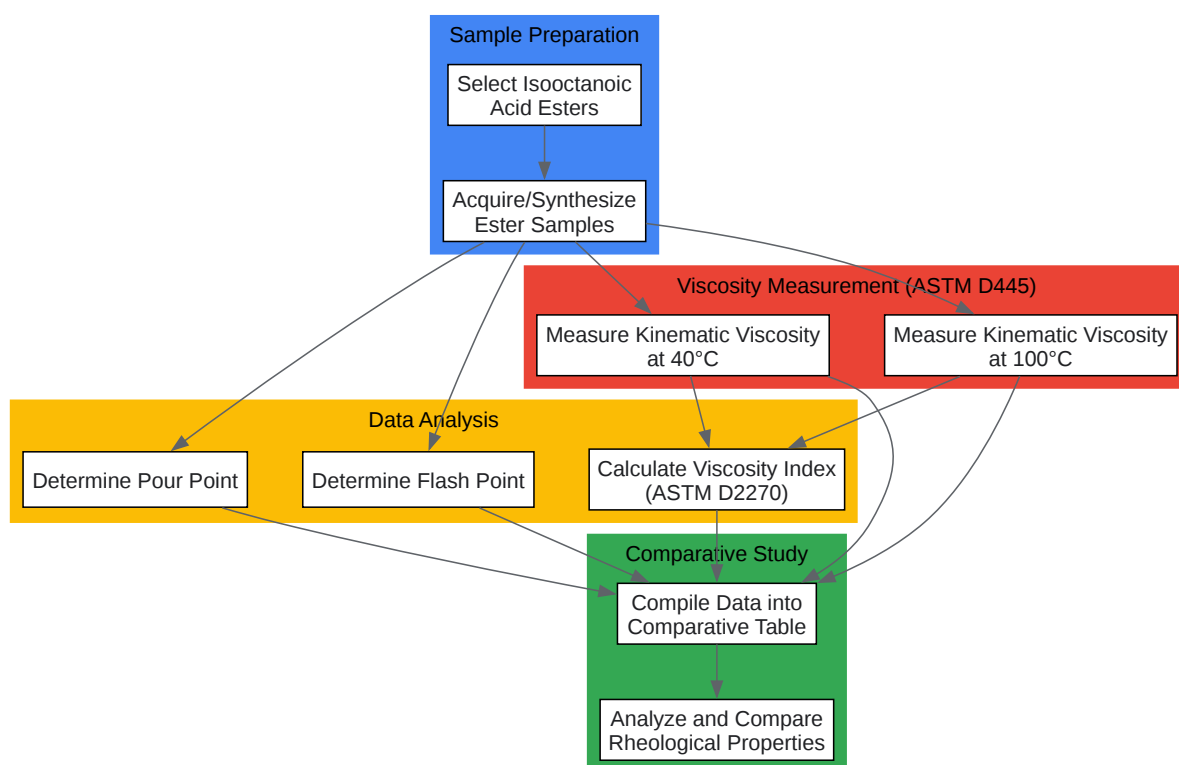 Sample Preparation
Select Isooctanoic
Acid Esters
Acquire/Synthesize
Ester Samples
Viscosity Measurement (ASTM D445)
Measure Kinematic Viscosity
at 40°C
Measure Kinematic Viscosity
at 100°C
Data Analysis
Determine Pour Point
Determine Flash Point
Calculate Viscosity Index
(ASTM D2270)
Comparative Study
Compile Data into
Comparative Table
Analyze and Compare
Rheological Properties